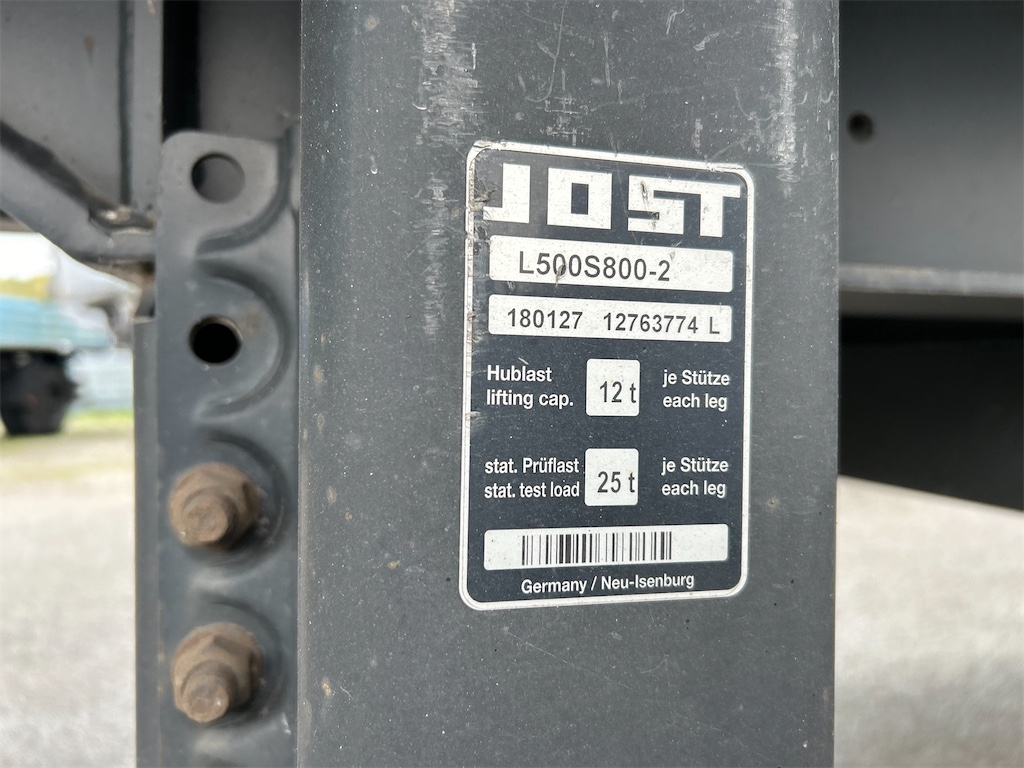 JOST
L500S800-2
180127 12763774 L
Hublast
lifting cap. 12 t je Stütze
each leg
stat. Prüflast
stat. test load 25 t je Stütze
each leg
Germany / Neu-Isenburg